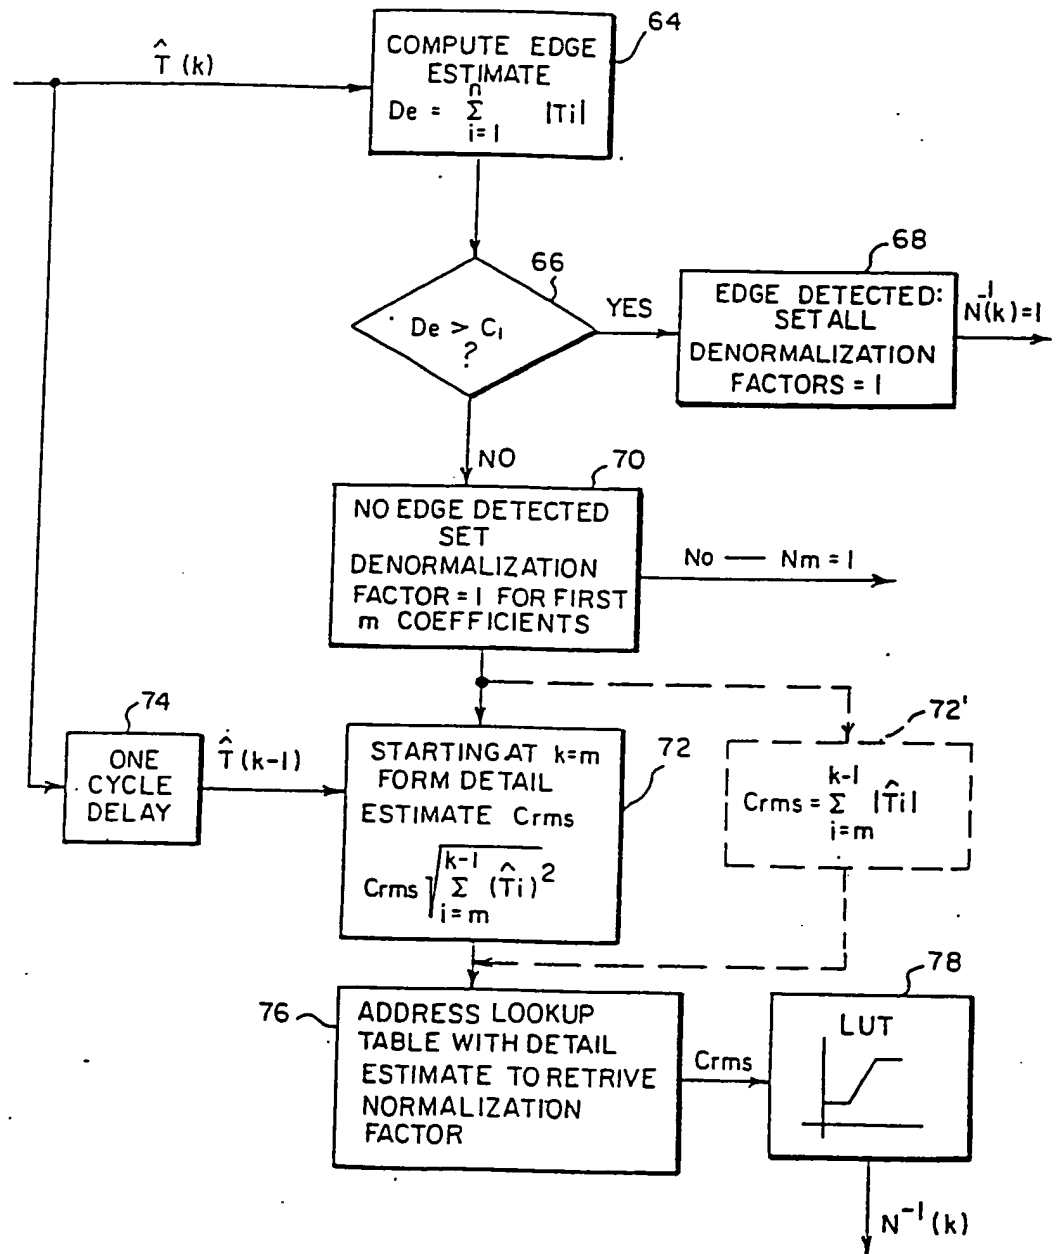 64
T̂ (k)
COMPUTE EDGE
ESTIMATE
n
De = Σ |Ti|
i = 1
66
De > C₁
?
YES
68
EDGE DETECTED:
SET ALL
DENORMALIZATION
FACTORS = 1
N⁻¹(k)=1
NO
70
NO EDGE DETECTED
SET
DENORMALIZATION
FACTOR = 1 FOR FIRST
m COEFFICIENTS
No — Nm = 1
74
ONE
CYCLE
DELAY
T̂ (k-1)
72
STARTING AT k=m
FORM DETAIL
ESTIMATE Crms
k-1
Crms √Σ (T̂i)²
i = m
72'
k-1
Crms = Σ |T̂i|
i = m
76
ADDRESS LOOKUP
TABLE WITH DETAIL
ESTIMATE TO RETRIVE
NORMALIZATION
FACTOR
Crms
78
LUT
N⁻¹ (k)